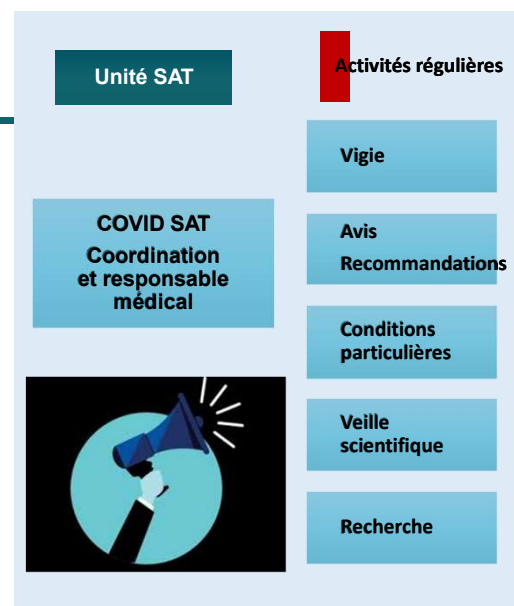 Unité SAT
COVID SAT
Coordination
et responsable
médical
Activités régulières
Vigie
Avis
Recommandations
Conditions
particulières
Veille
scientifique
Recherche